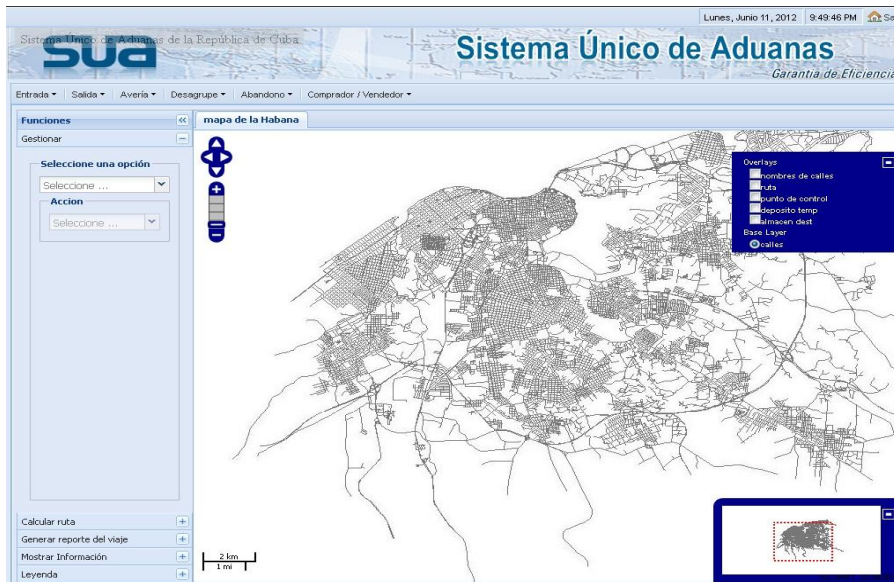 Lunes, Junio 11, 2012 9:49:46 PM Se
Sistema Único de Aduanas de la República de Cuba
sua
Sistema Único de Aduanas
Garantía de Eficiencia
Entrada Salida Avería Desagrupe Abandono Comprador / Vendedor
Funciones
mapa de la Habana
Gestionar
Seleccione una opción
Seleccione ...
Accion
Seleccione ...
Overlays
nombres de calles
ruta
punto de control
deposito temp
almacen dest
Base Layer
calles
Calcular ruta
Generar reporte del viaje
Mostrar Información
Leyenda
2 km
1 mi